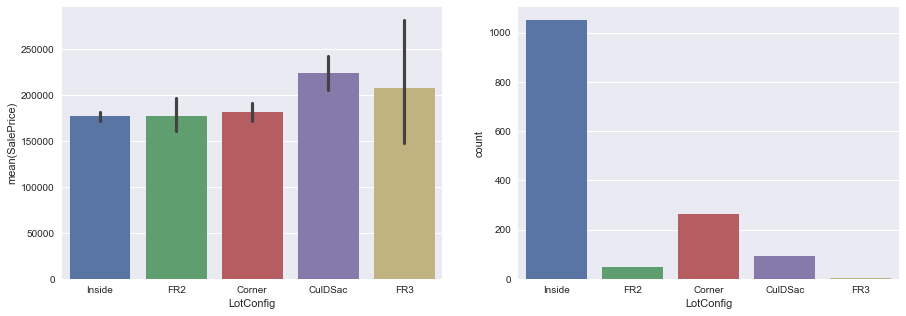 mean(SalePrice)
250000
200000
150000
100000
50000
0
Inside FR2 Corner CulDSac FR3
LotConfig
count
1000
800
600
400
200
0
Inside FR2 Corner CulDSac FR3
LotConfig